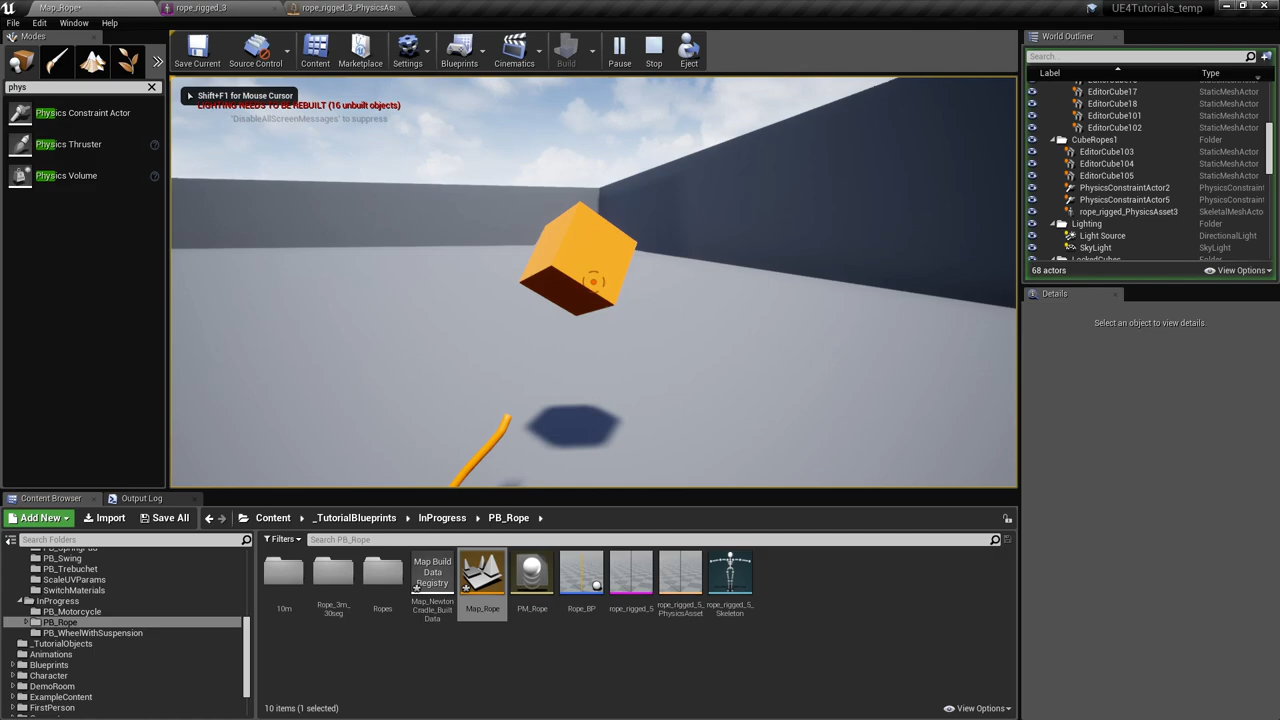 Map_Rope*
rope_rigged_3
rope_rigged_3_PhysicsAs
UE4Tutorials_temp
File Edit Window Help
Modes
phys
Physics Constraint Actor
Physics Thruster
Physics Volume
Save Current Source Control Content Marketplace Settings Blueprints Cinematics Build Pause Stop Eject
Shift+F1 for Mouse Cursor
LIGHTING NEEDS TO BE REBUILT (16 unbuilt objects)
'DisableAllScreenMessages' to suppress
World Outliner
Search...
Label Type
EditorCube17 StaticMeshActor
EditorCube18 StaticMeshActor
EditorCube101 StaticMeshActor
EditorCube102 StaticMeshActor
CubeRopes1 Folder
EditorCube103 StaticMeshActor
EditorCube104 StaticMeshActor
EditorCube105 StaticMeshActor
PhysicsConstraintActor2 PhysicsConstraint
PhysicsConstraintActor5 PhysicsConstraint
rope_rigged_PhysicsAsset3 SkeletalMeshActo
Lighting Folder
Light Source DirectionalLight
SkyLight SkyLight
LockedCubes Folder
68 actors View Options
Details
Select an object to view details.
Content Browser Output Log
Add New Import Save All Content _TutorialBlueprints InProgress PB_Rope
Search Folders
PB_Swing
PB_Trebuchet
ScaleUVParams
SwitchMaterials
InProgress
PB_Motorcycle
PB_Rope
PB_WheelWithSuspension
_TutorialObjects
Animations
Blueprints
Character
DemoRoom
ExampleContent
FirstPerson
Filters Search PB_Rope
Map Build
Data
Registry
10m
Rope_3m_
30seg
Ropes
Map_Newton
Cradle_Built
Data
Map_Rope
PM_Rope
Rope_BP
rope_rigged_5
rope_rigged_5_
PhysicsAsset
rope_rigged_5_
Skeleton
10 items (1 selected) View Options